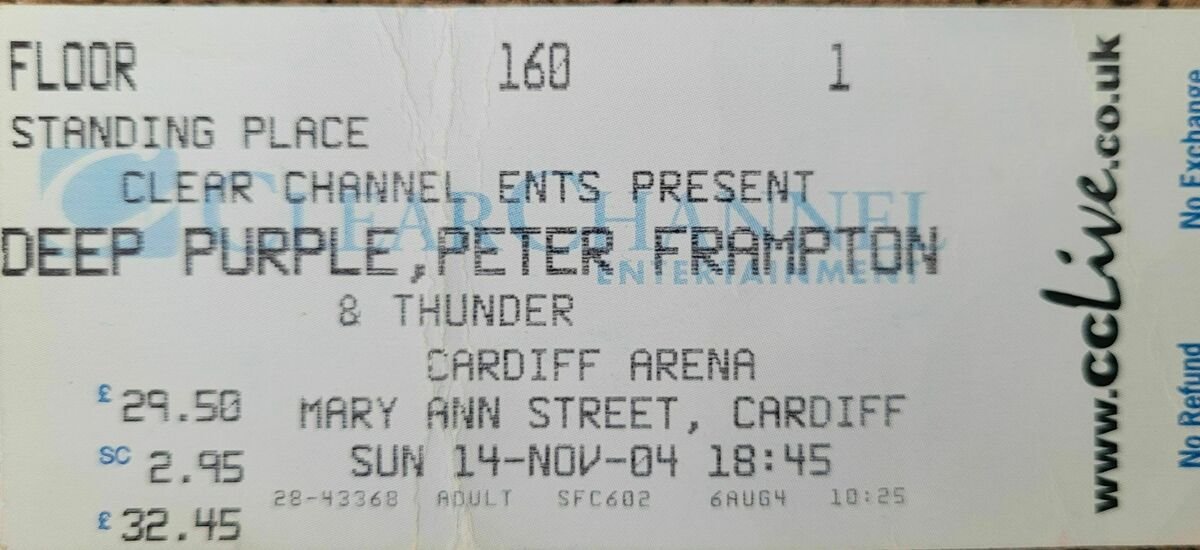 FLOOR 160 1
STANDING PLACE
CLEAR CHANNEL ENTS PRESENT
CLEARCHANNEL
ENTERTAINMENT
DEEP PURPLE,PETER FRAMPTON
& THUNDER
CARDIFF ARENA
£ 29.50 MARY ANN STREET, CARDIFF
SC 2.95 SUN 14-NOV-04 18:45
28-43368 ADULT SFC602 6AUG4 10:25
£ 32.45
www.ccLive.co.uk
No Refund No Exchange